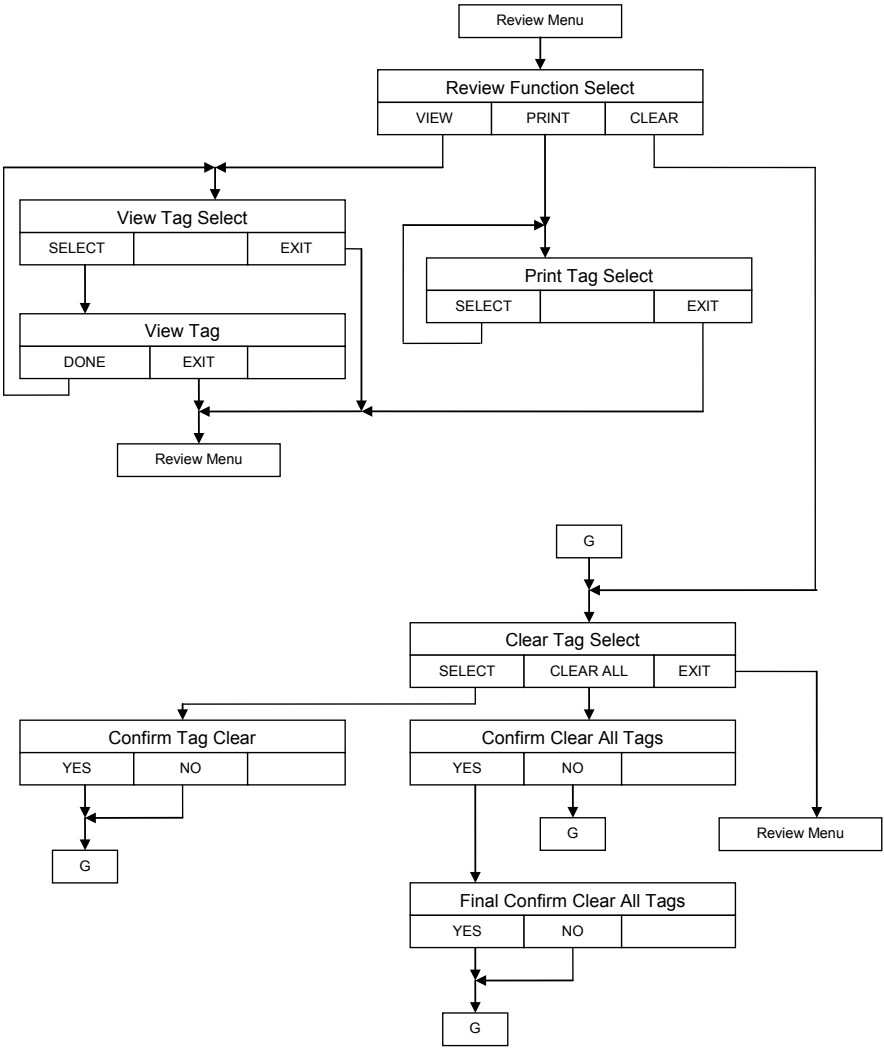 Review Menu
Review Function Select
VIEW PRINT CLEAR
View Tag Select
SELECT EXIT
Print Tag Select
SELECT EXIT
View Tag
DONE EXIT
Review Menu
G
Clear Tag Select
SELECT CLEAR ALL EXIT
Confirm Tag Clear
YES NO
G
Confirm Clear All Tags
YES NO
G
Review Menu
Final Confirm Clear All Tags
YES NO
G